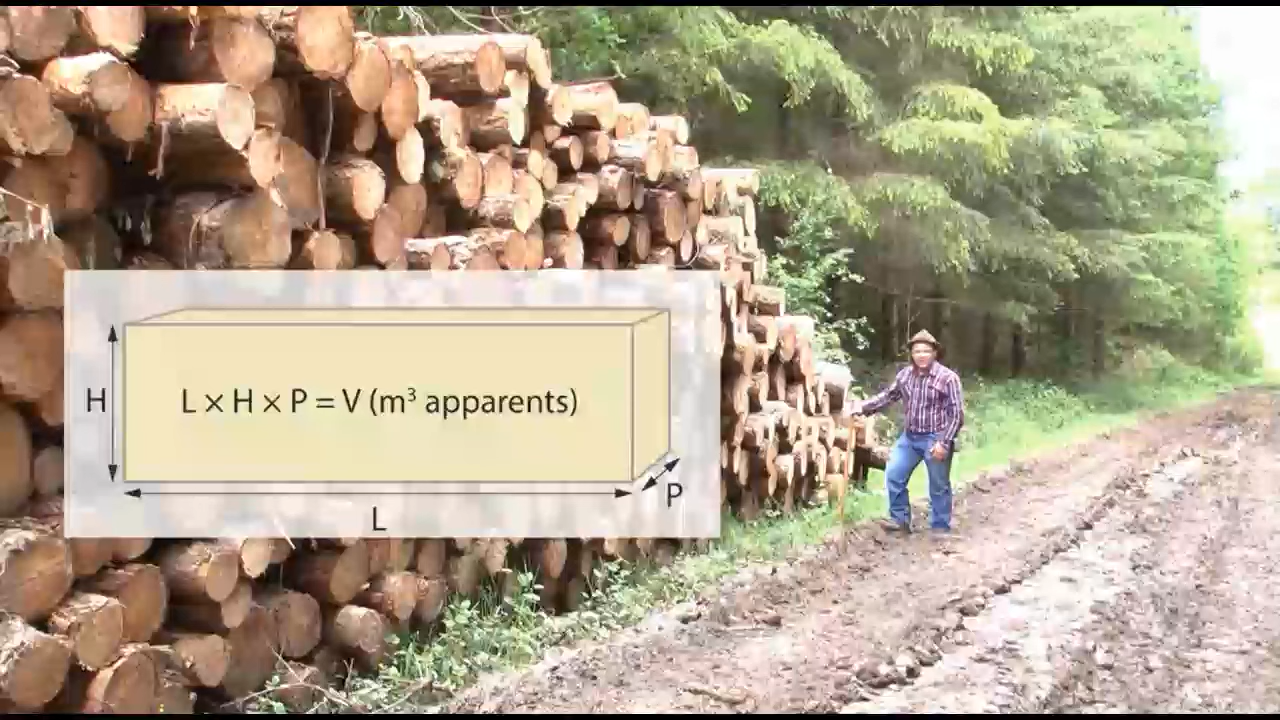 H
L × H × P = V (m³ apparents)
P
L